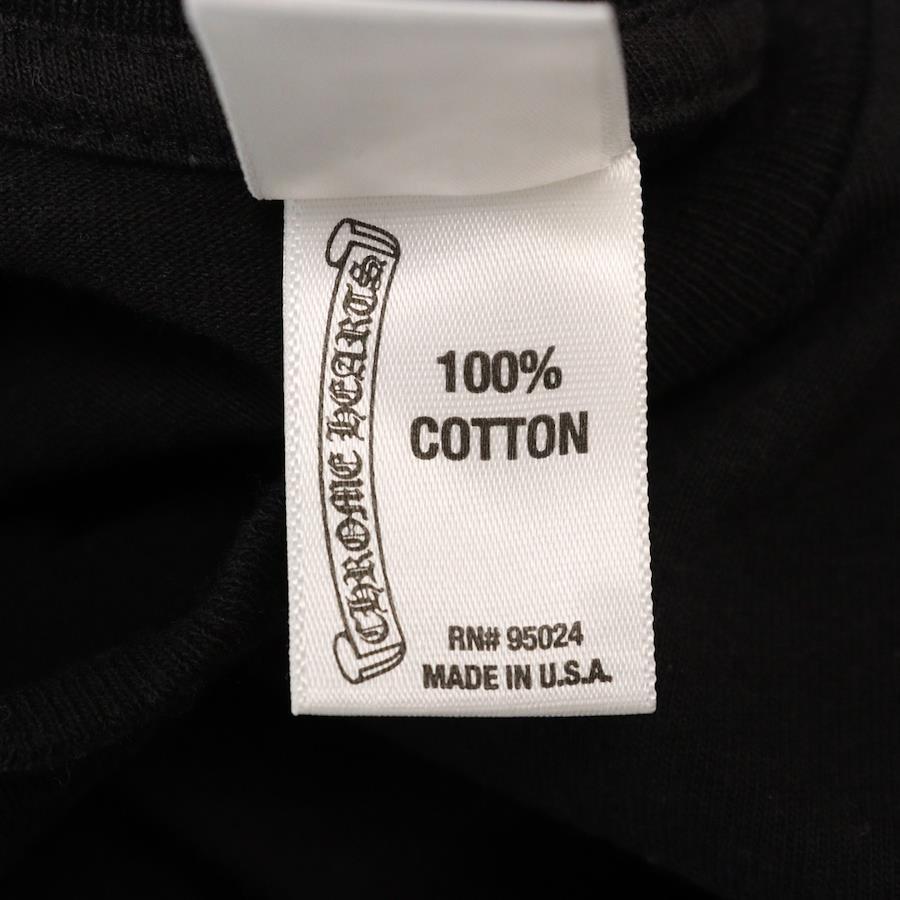 CHROME HEARTS
100%
COTTON
RN# 95024
MADE IN U.S.A.